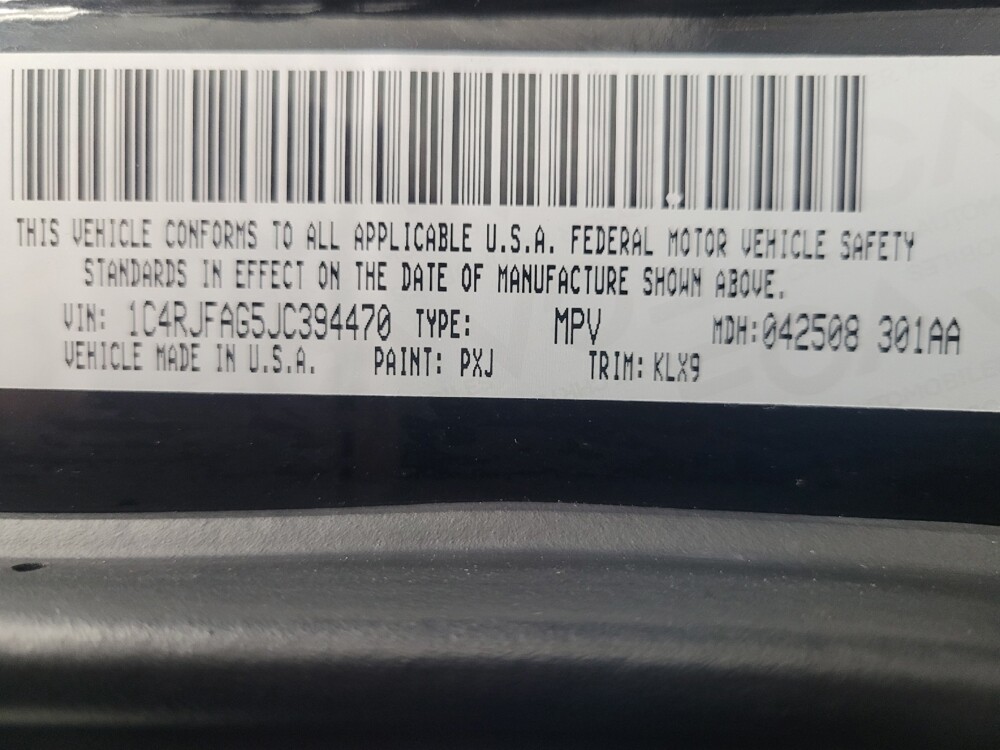 THIS VEHICLE CONFORMS TO ALL APPLICABLE U.S.A. FEDERAL MOTOR VEHICLE SAFETY
STANDARDS IN EFFECT ON THE DATE OF MANUFACTURE SHOWN ABOVE.
VIN: 1C4RJFAG5JC394470 TYPE: MPV MDH:042508 301AA
VEHICLE MADE IN U.S.A. PAINT: PXJ TRIM: KLX9